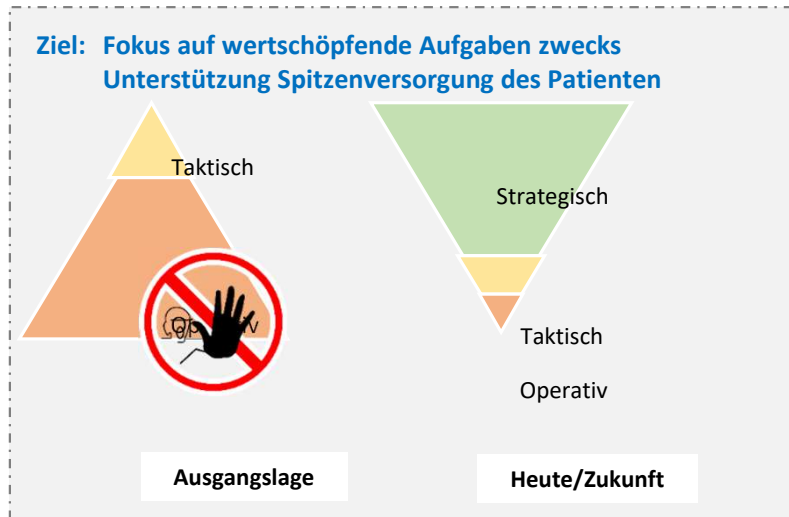 Ziel: Fokus auf wertschöpfende Aufgaben zwecks
Unterstützung Spitzenversorgung des Patienten
Taktisch
Strategisch
Taktisch
Operativ
Ausgangslage
Heute/Zukunft